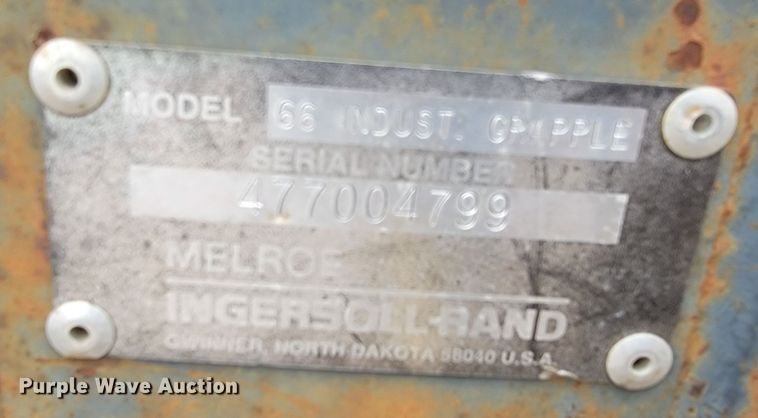 MODEL 66 INDUST. GRAPPLE
SERIAL NUMBER
477004799
MELROE
INGERSOLL-RAND
GWINNER, NORTH DAKOTA 58040 U.S.A.
Purple Wave Auction